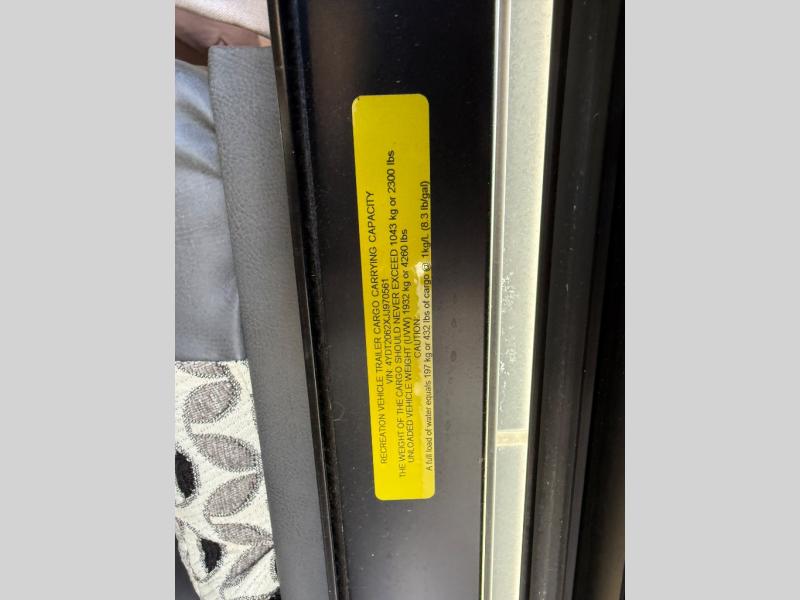 RECREATION VEHICLE TRAILER CARGO CARRYING CAPACITY
VIN: 4YDT2062XJJ970561
THE WEIGHT OF THE CARGO SHOULD NEVER EXCEED 1043 kg or 2300 lbs
UNLOADED VEHICLE WEIGHT (UVW) 1932 kg or 4260 lbs
CAUTION:
A full load of water equals 197 kg or 432 lbs of cargo @ 1kg/L (8.3 lb/gal)